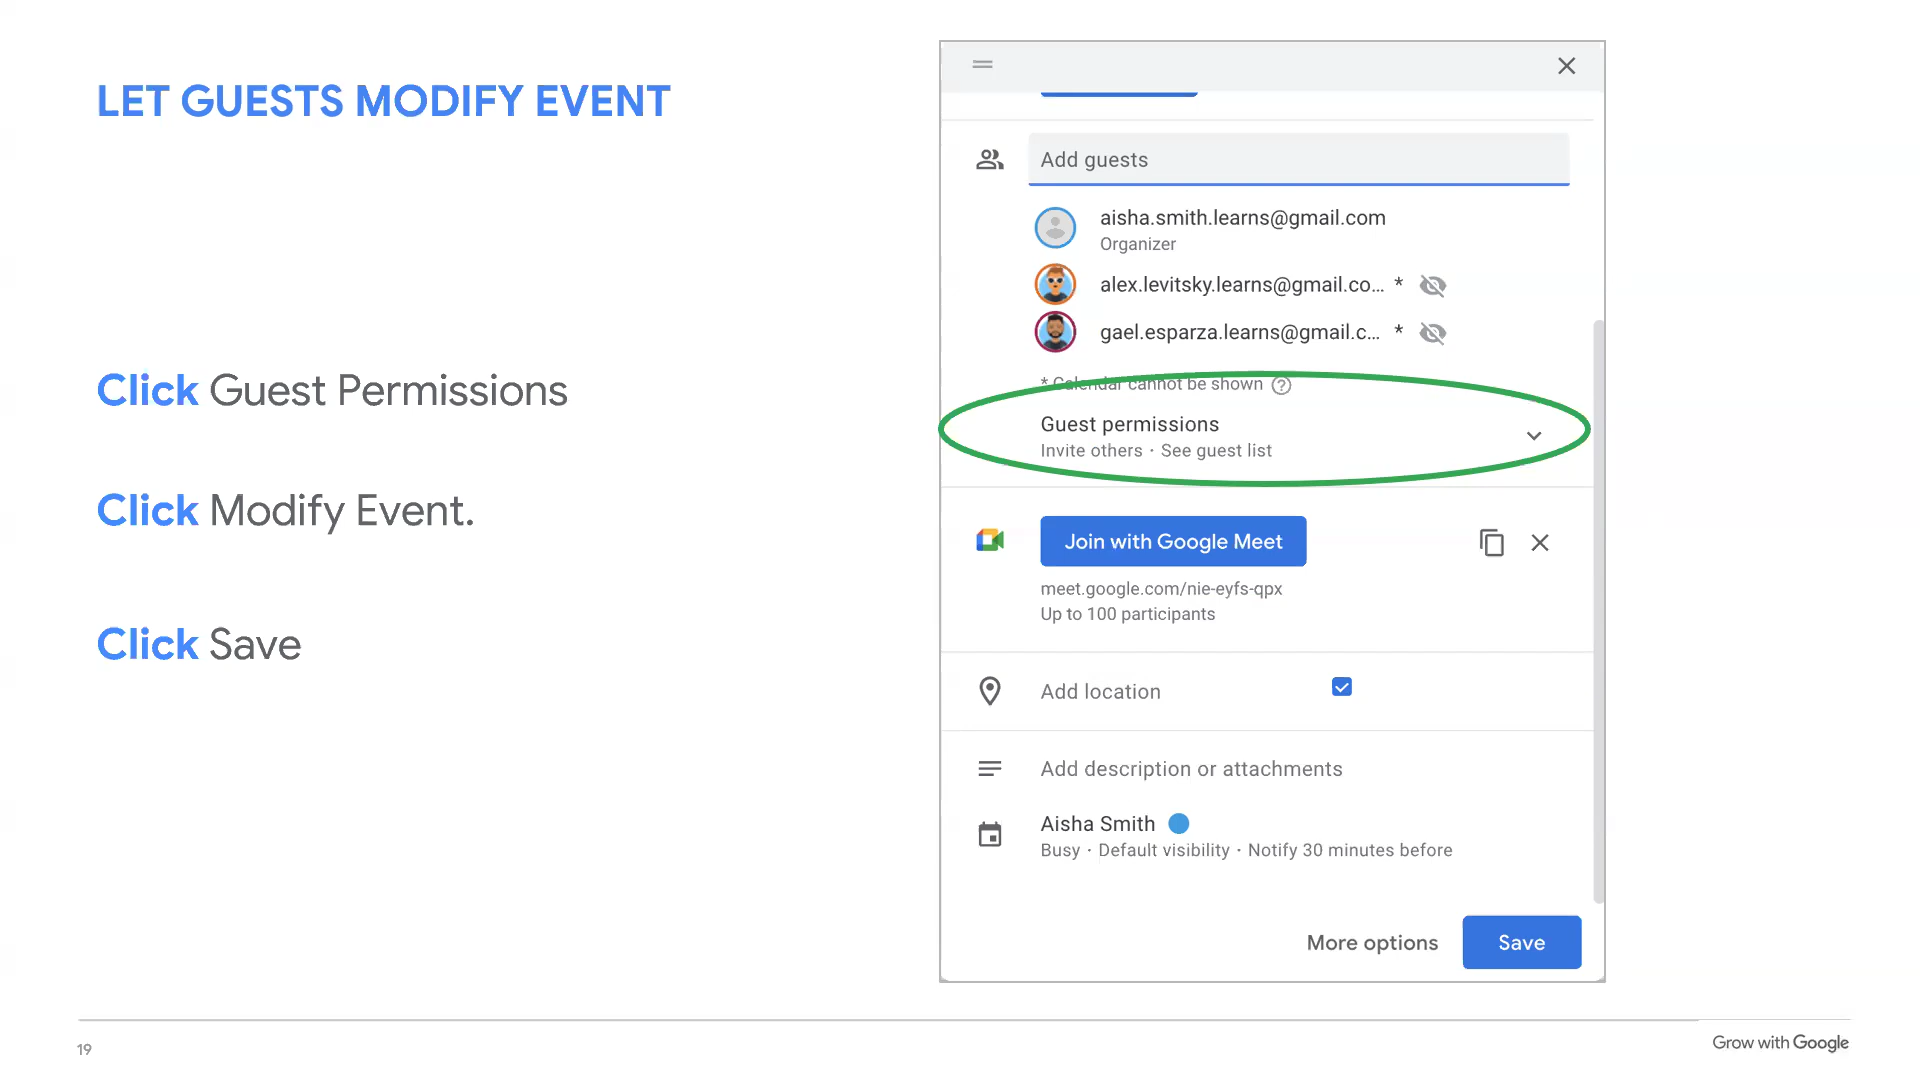 LET GUESTS MODIFY EVENT
Click Guest Permissions
Click Modify Event.
Click Save
Add guests
aisha.smith.learns@gmail.com
Organizer
alex.levitsky.learns@gmail.co... *
gael.esparza.learns@gmail.c... *
* Calendar cannot be shown
Guest permissions
Invite others · See guest list
Join with Google Meet
meet.google.com/nie-eyfs-qpx
Up to 100 participants
Add location
Add description or attachments
Aisha Smith
Busy · Default visibility · Notify 30 minutes before
More options
Save
19
Grow with Google